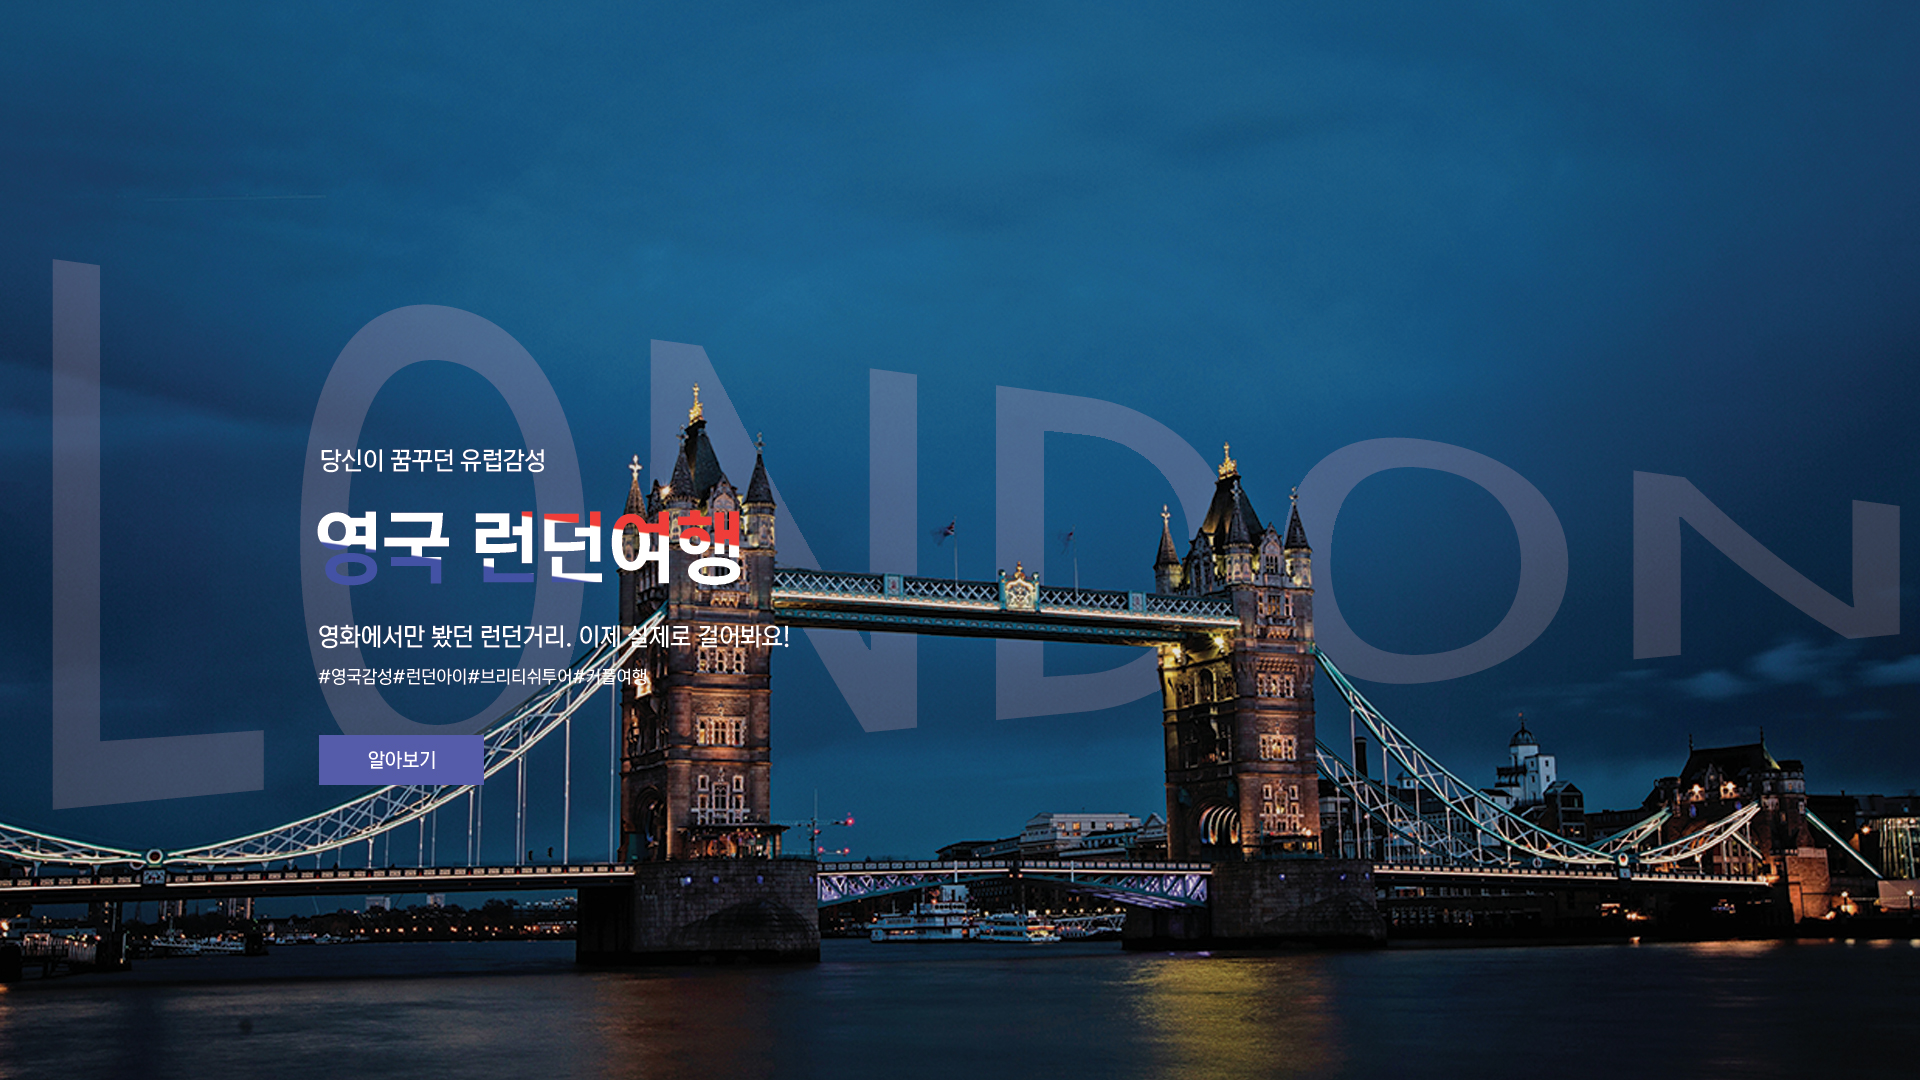 LONDON
당신이 꿈꾸던 유럽감성
영국 런던여행
영화에서만 봤던 런던거리. 이제 실제로 걸어봐요!
#영국감성#런던아이#브리티쉬투어#커플여행
알아보기